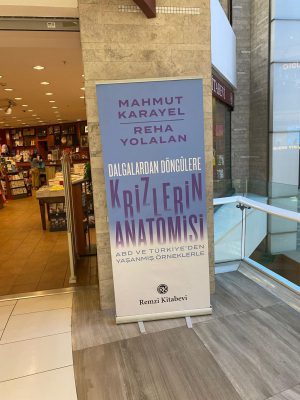 MAHMUT
KARAYEL
REHA
YOLALAN
DALGALARDAN DÖNGÜLERE
KRİZLERİN
ANATOMİSİ
ABD VE TÜRKİYE'DEN
YAŞANMIŞ ÖRNEKLERLE
Remzi Kitabevi